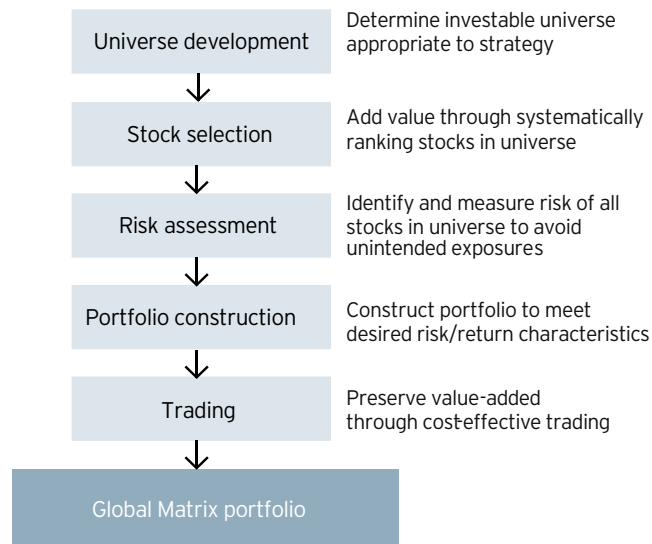 Universe development
Determine investable universe
appropriate to strategy
Stock selection
Add value through systematically
ranking stocks in universe
Risk assessment
Identify and measure risk of all
stocks in universe to avoid
unintended exposures
Portfolio construction
Construct portfolio to meet
desired risk/return characteristics
Trading
Preserve value-added
through cost-effective trading
Global Matrix portfolio